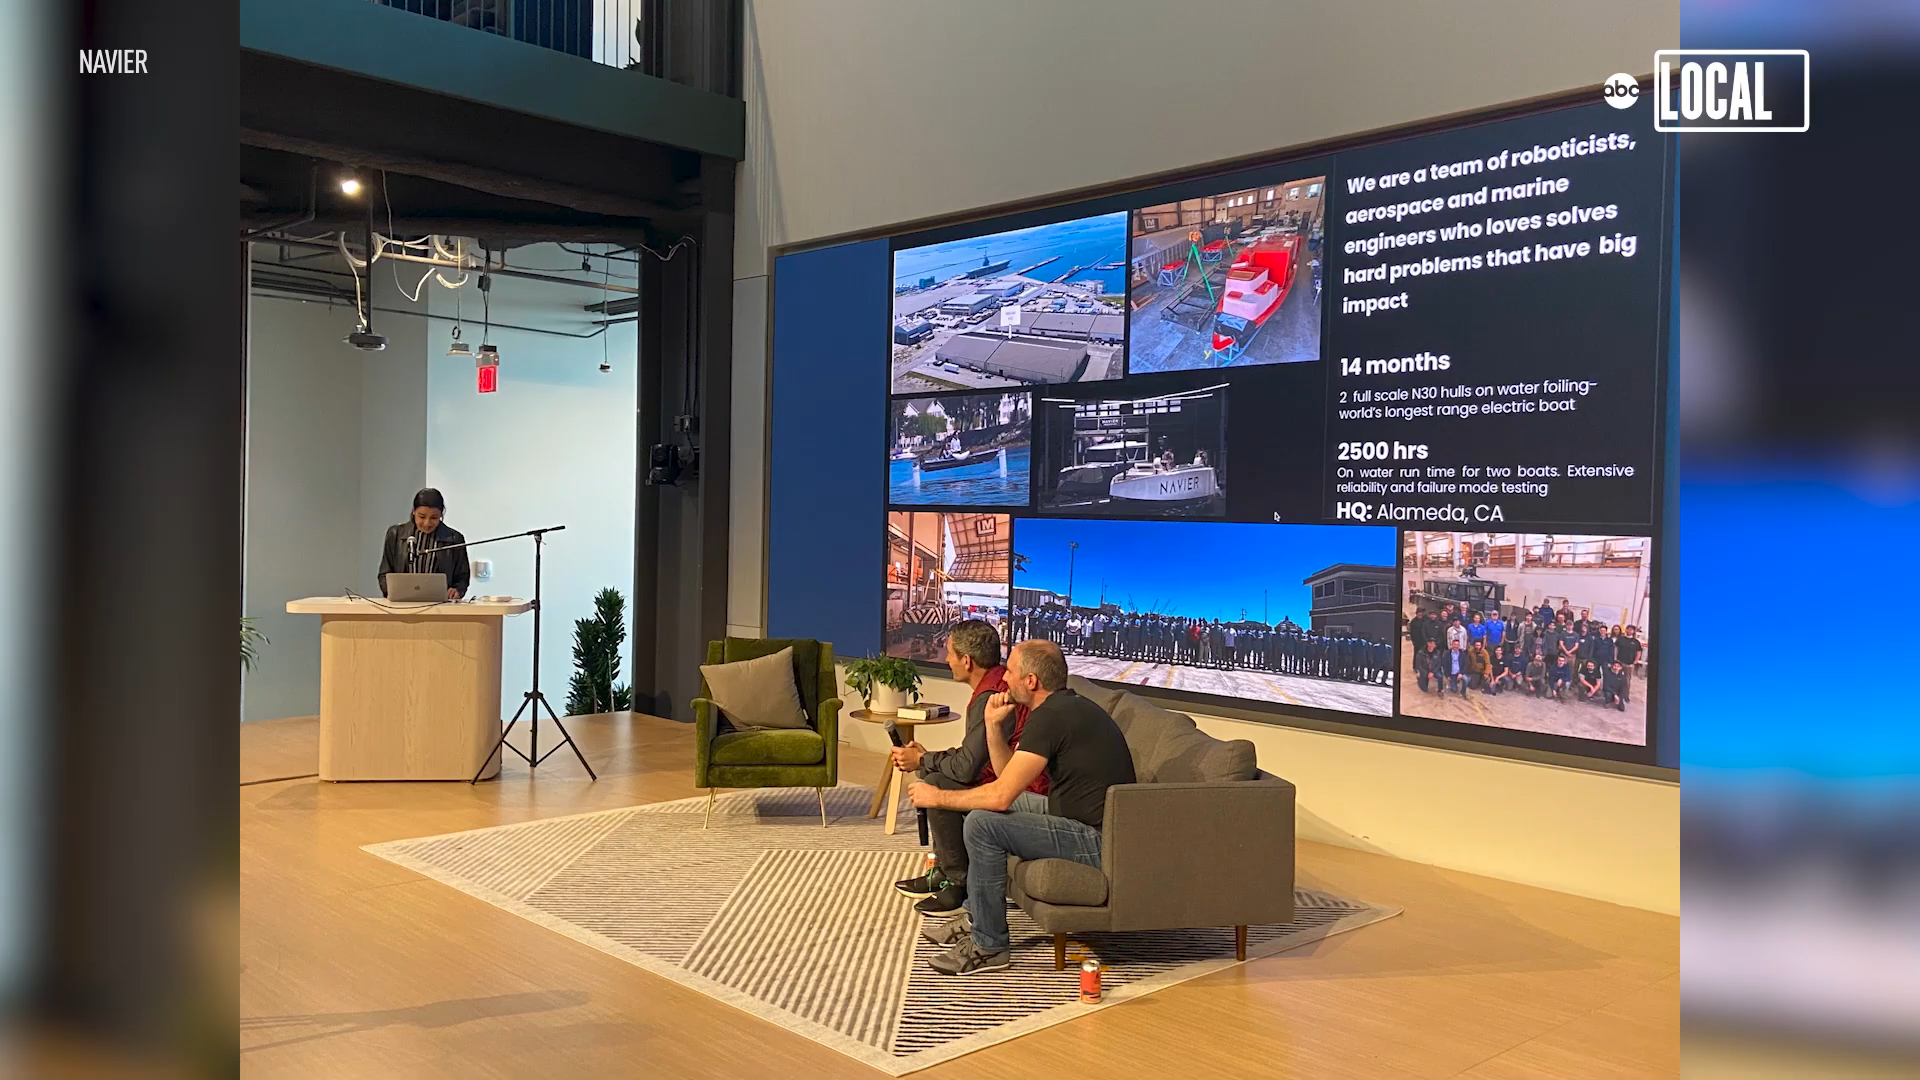 NAVIER
abc
LOCAL
We are a team of roboticists,
aerospace and marine
engineers who loves solves
hard problems that have big
impact
14 months
2 full scale N30 hulls on water foiling-
world's longest range electric boat
2500 hrs
On water run time for two boats. Extensive
reliability and failure mode testing
HQ: Alameda, CA
NAVIER